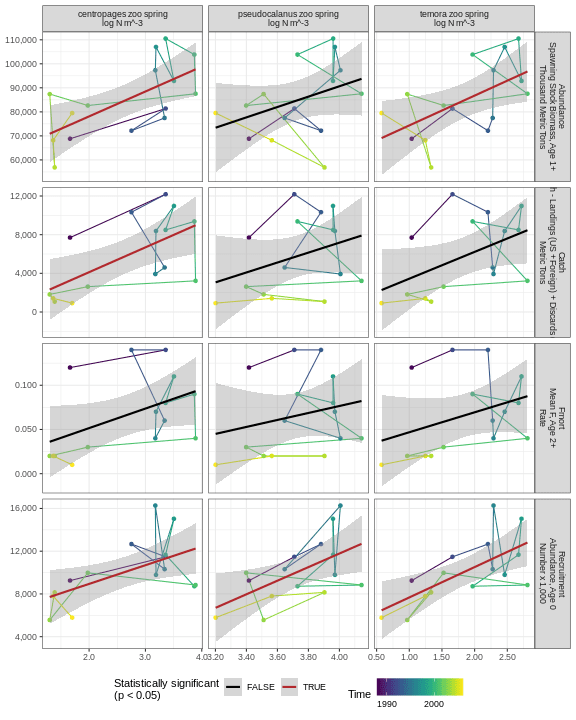 centropages zoo spring
log N m^-3
pseudocalanus zoo spring
log N m^-3
temora zoo spring
log N m^-3
110,000
100,000
90,000
80,000
70,000
60,000
Abundance
Spawning Stock Biomass, Age 1+
Thousand Metric Tons
12,000
8,000
4,000
0
Catch
h - Landings (US +Foreign) + Discards
Metric Tons
0.100
0.050
0.000
Fmort
Mean F, Age 2+
Rate
16,000
12,000
8,000
4,000
Recruitment
Abundance, Age 0
Number x 1,000
2.0 3.0 4.0
3.20 3.40 3.60 3.80 4.00
0.50 1.00 1.50 2.00 2.50
Statistically significant
(p < 0.05)
FALSE
TRUE
Time
1990 2000